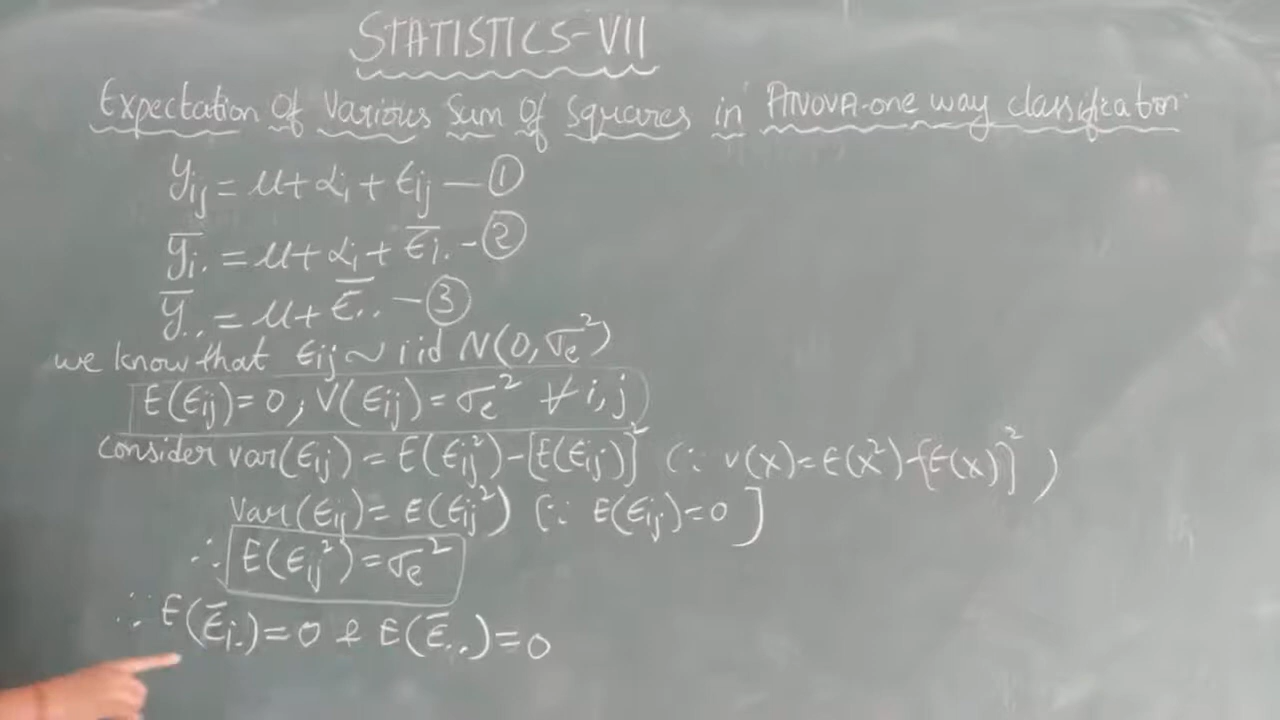 STATISTICS-VII
Expectation Of Various Sum Of Squares in ANOVA-one way classification
yij = μ + αi + ϵij — ①
ȳi. = μ + αi + ϵ̄i. - ②
ȳ.. = μ + ϵ̄.. — ③
we know that ϵij ~ iid N(0, σe²)
E(ϵij) = 0, V(ϵij) = σe² ∀ i, j
consider var(ϵij) = E(ϵij²) - [E(ϵij)]² (∵ V(X) = E(X²) - {E(X)}² )
Var(ϵij) = E(ϵij²) [∵ E(ϵij) = 0 ]
∴ E(ϵij²) = σe²
∵ E(ϵ̄i.) = 0 & E(ϵ̄..) = 0